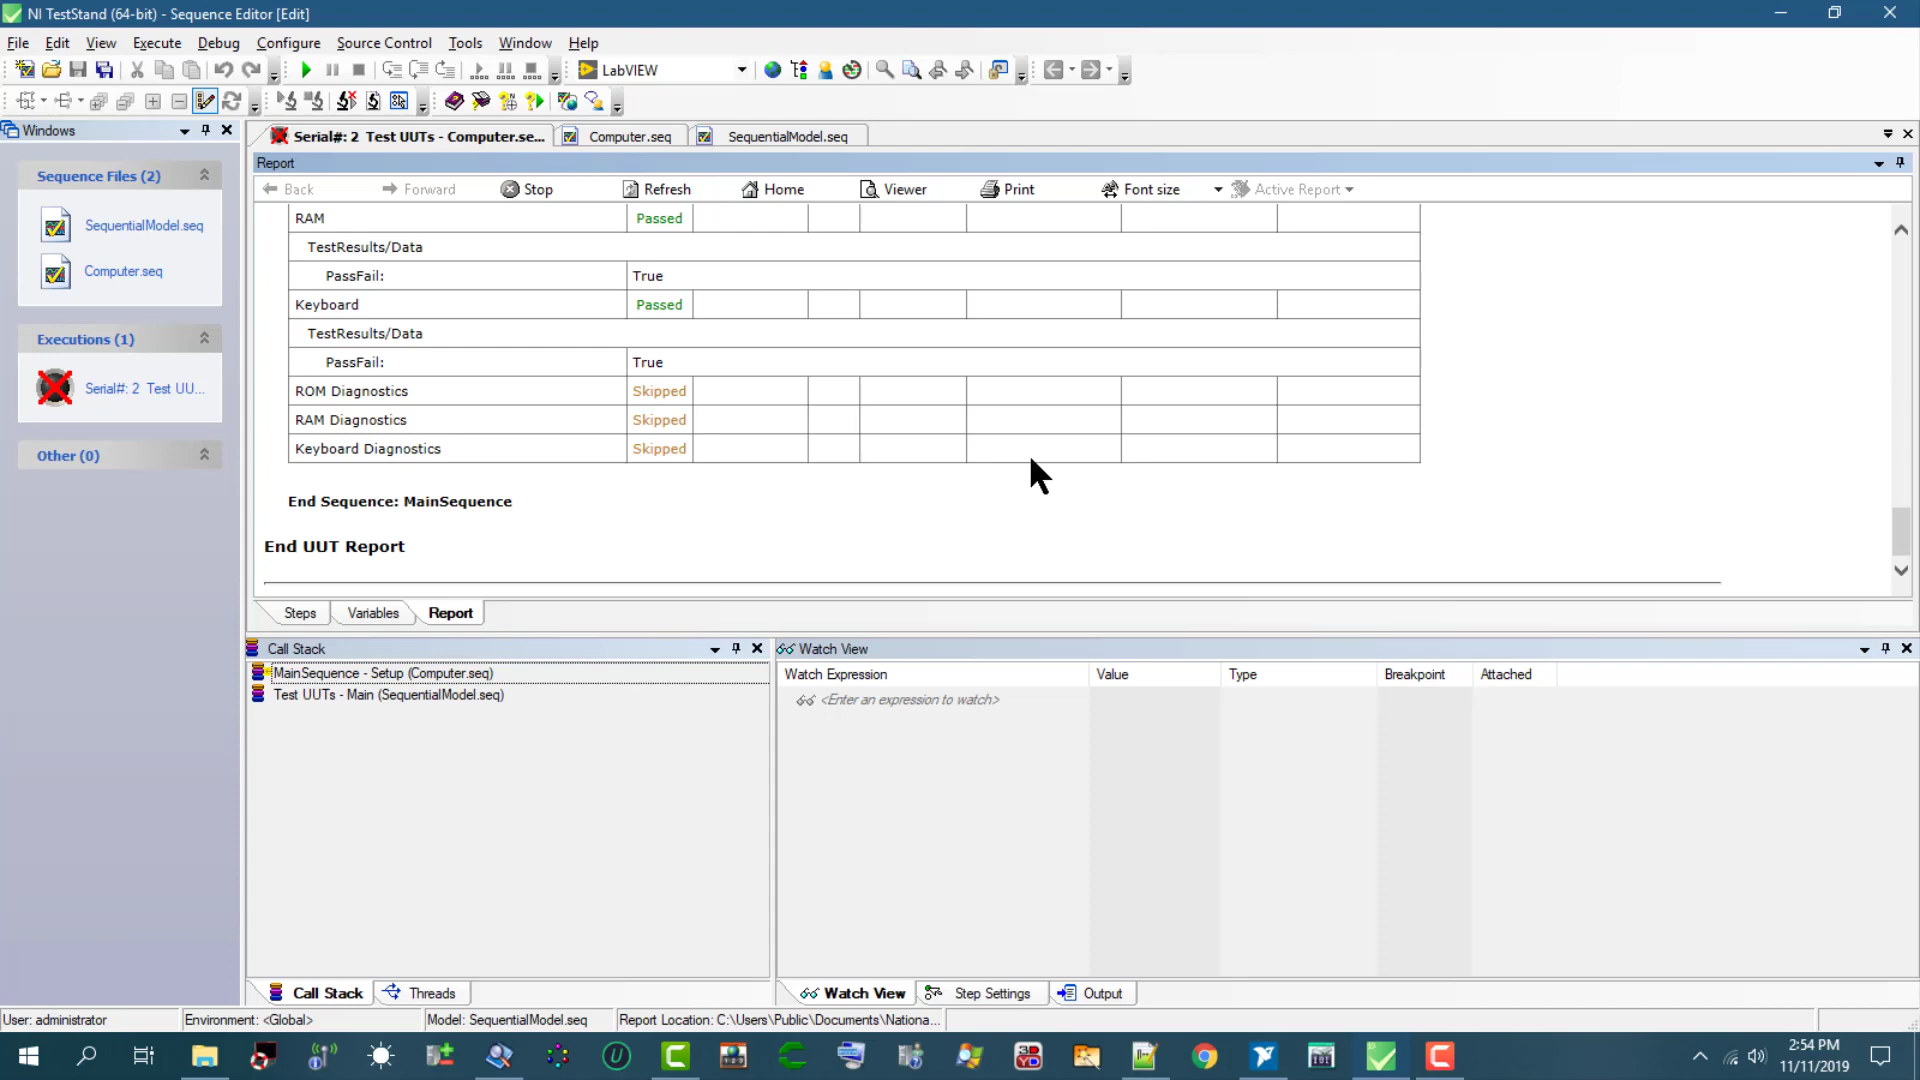 NI TestStand (64-bit) - Sequence Editor [Edit]
File Edit View Execute Debug Configure Source Control Tools Window Help
LabVIEW
Windows
Serial#: 2 Test UUTs - Computer.se... Computer.seq SequentialModel.seq
Report
Sequence Files (2)
Back Forward Stop Refresh Home Viewer Print Font size Active Report
SequentialModel.seq
Computer.seq
Executions (1)
Serial#: 2 Test UU...
Other (0)
RAM Passed
TestResults/Data
PassFail: True
Keyboard Passed
TestResults/Data
PassFail: True
ROM Diagnostics Skipped
RAM Diagnostics Skipped
Keyboard Diagnostics Skipped
End Sequence: MainSequence
End UUT Report
Steps Variables Report
Call Stack
MainSequence - Setup (Computer.seq)
Test UUTs - Main (SequentialModel.seq)
Watch View
Watch Expression Value Type Breakpoint Attached
<Enter an expression to watch>
Call Stack Threads
Watch View Step Settings Output
User: administrator Environment: <Global> Model: SequentialModel.seq Report Location: C:\Users\Public\Documents\Nationa...
2:54 PM
11/11/2019